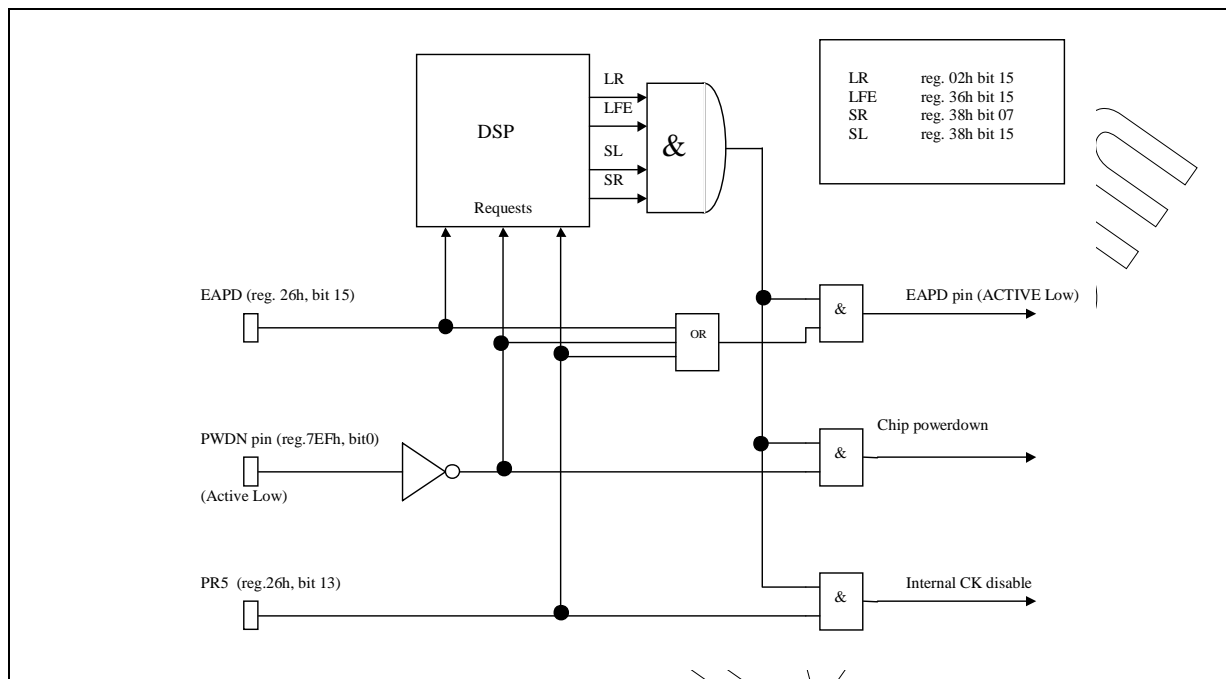 LR
LFE
DSP
SL
SR
&
Requests
LR reg. 02h bit 15
LFE reg. 36h bit 15
SR reg. 38h bit 07
SL reg. 38h bit 15
EAPD (reg. 26h, bit 15)
OR
&
EAPD pin (ACTIVE Low)
PWDN pin (reg.7EFh, bit0)
(Active Low)
&
Chip powerdown
PR5 (reg.26h, bit 13)
&
Internal CK disable